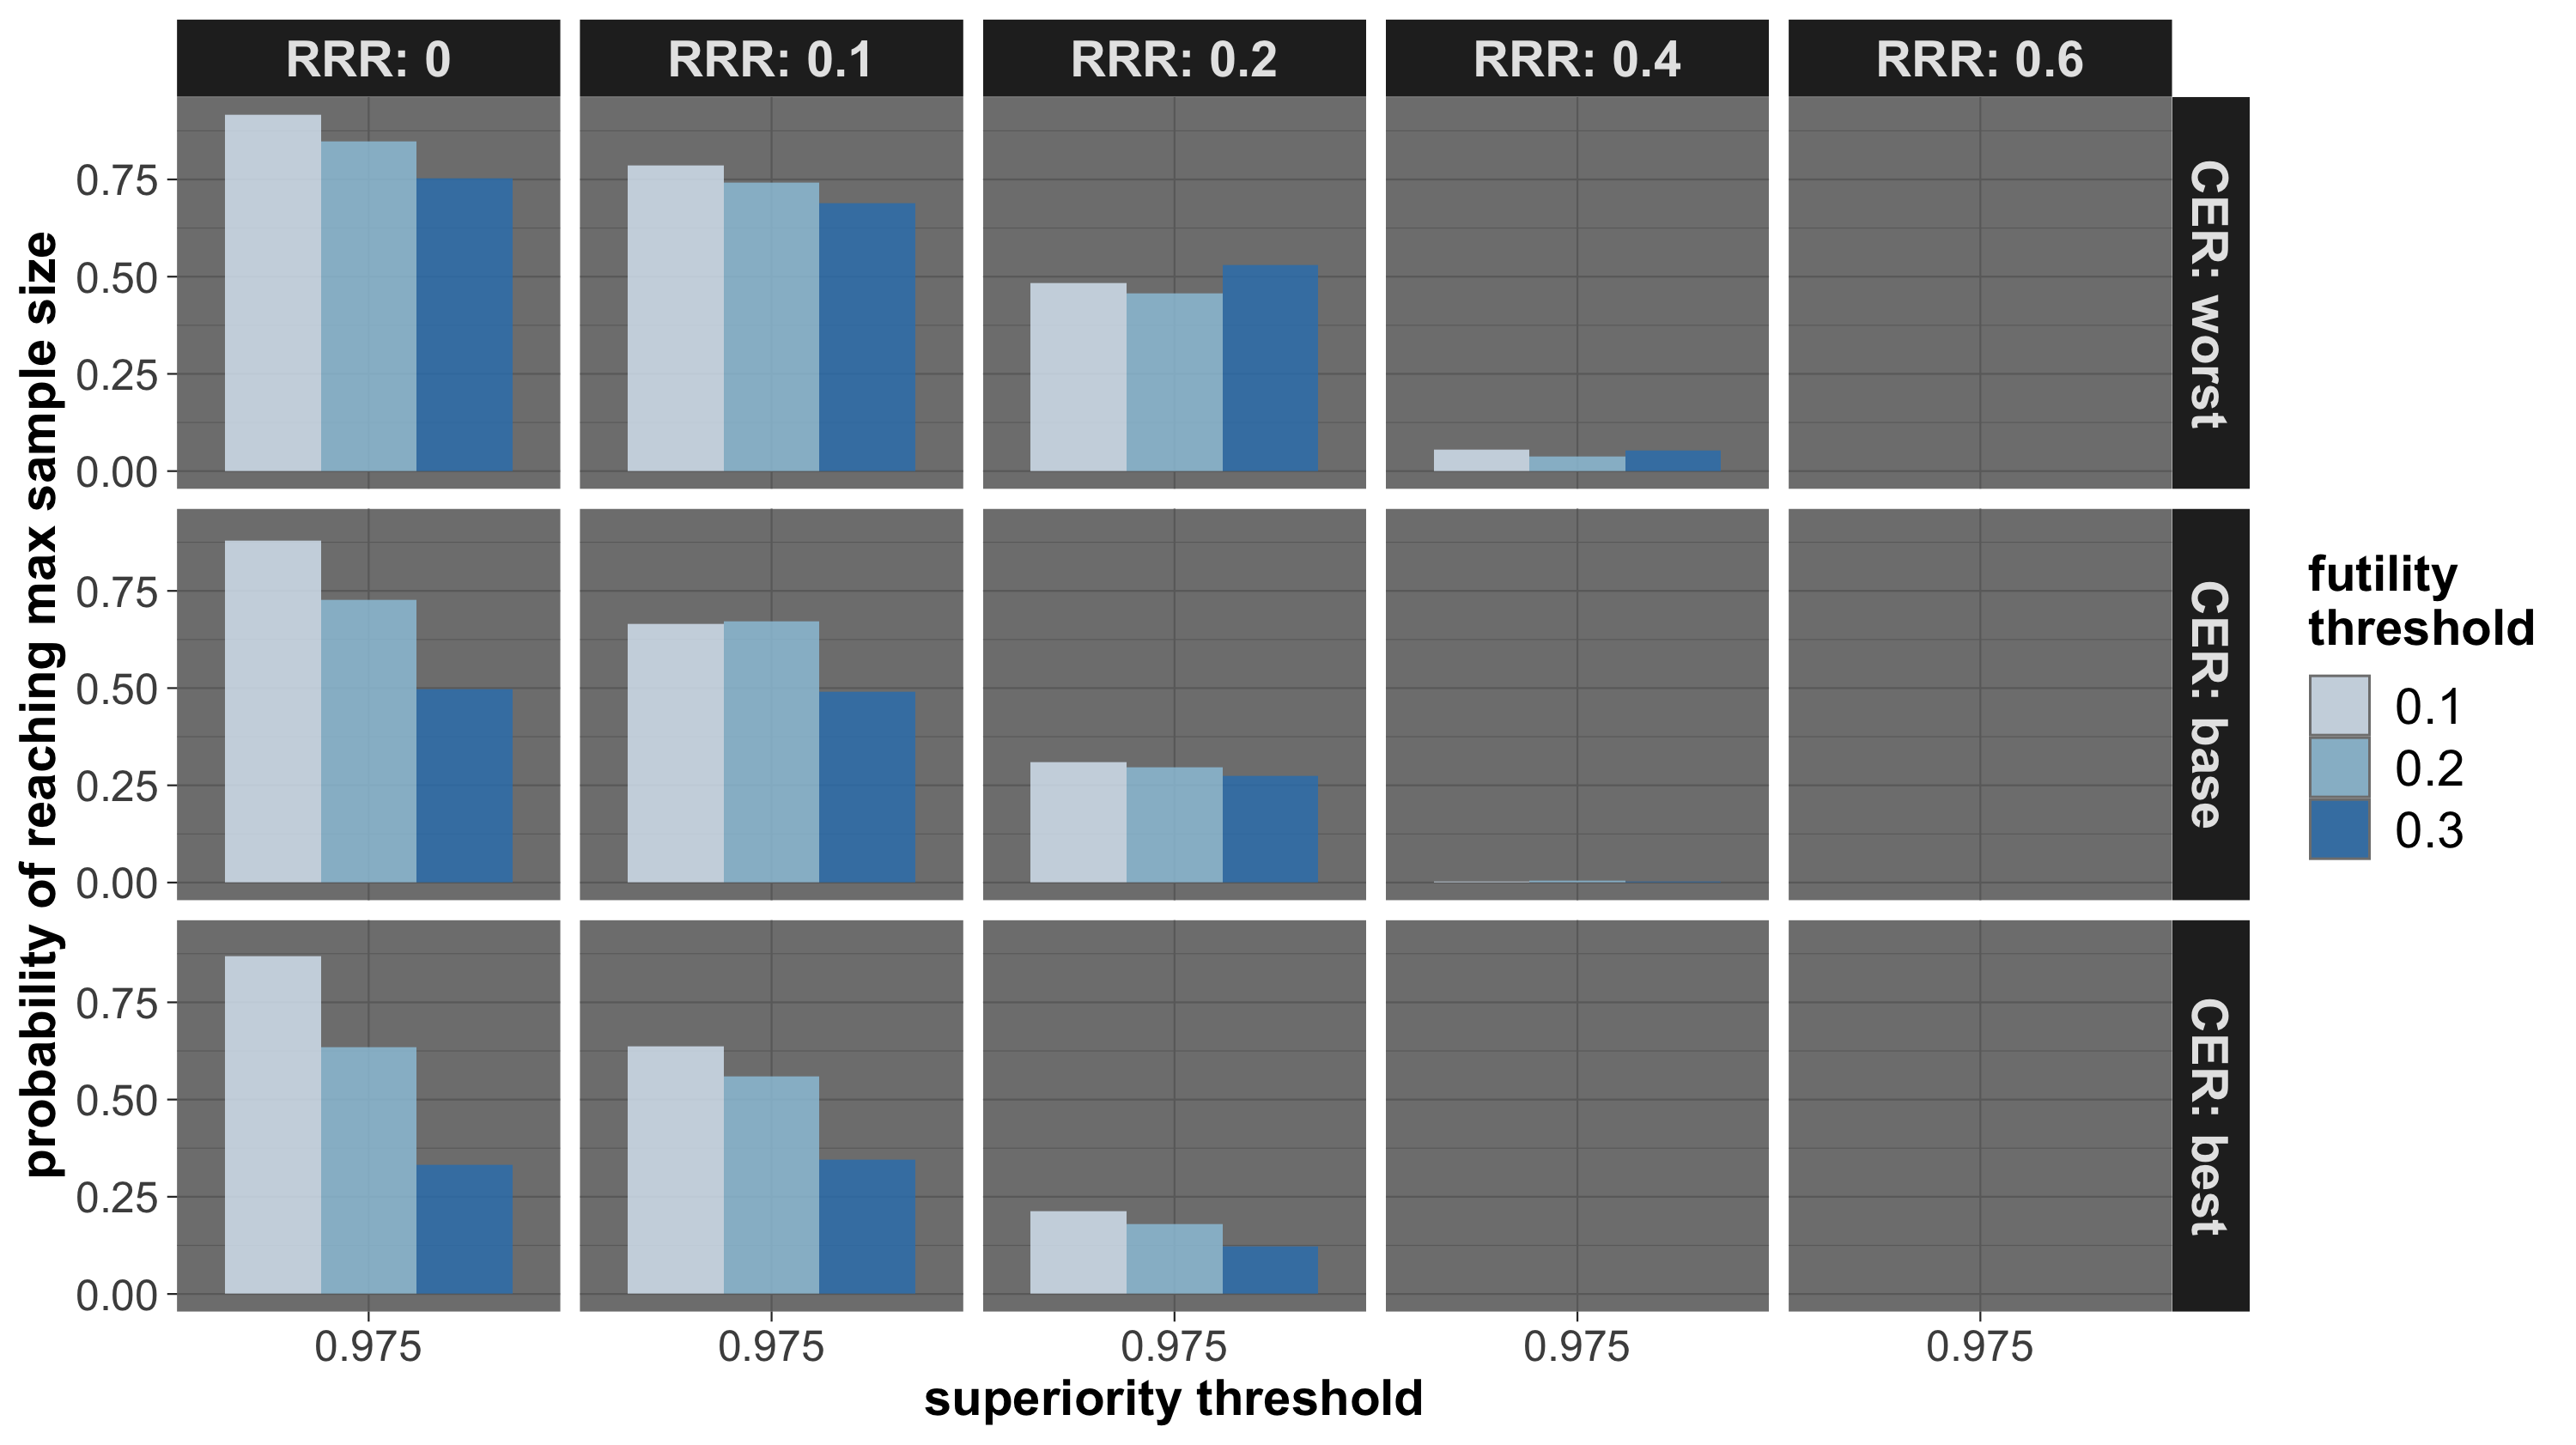 RRR: 0
RRR: 0.1
RRR: 0.2
RRR: 0.4
RRR: 0.6
probability of reaching max sample size
0.75
0.50
0.25
0.00
CER: worst
0.75
0.50
0.25
0.00
CER: base
0.75
0.50
0.25
0.00
CER: best
0.975
0.975
0.975
0.975
0.975
superiority threshold
futility
threshold
0.1
0.2
0.3